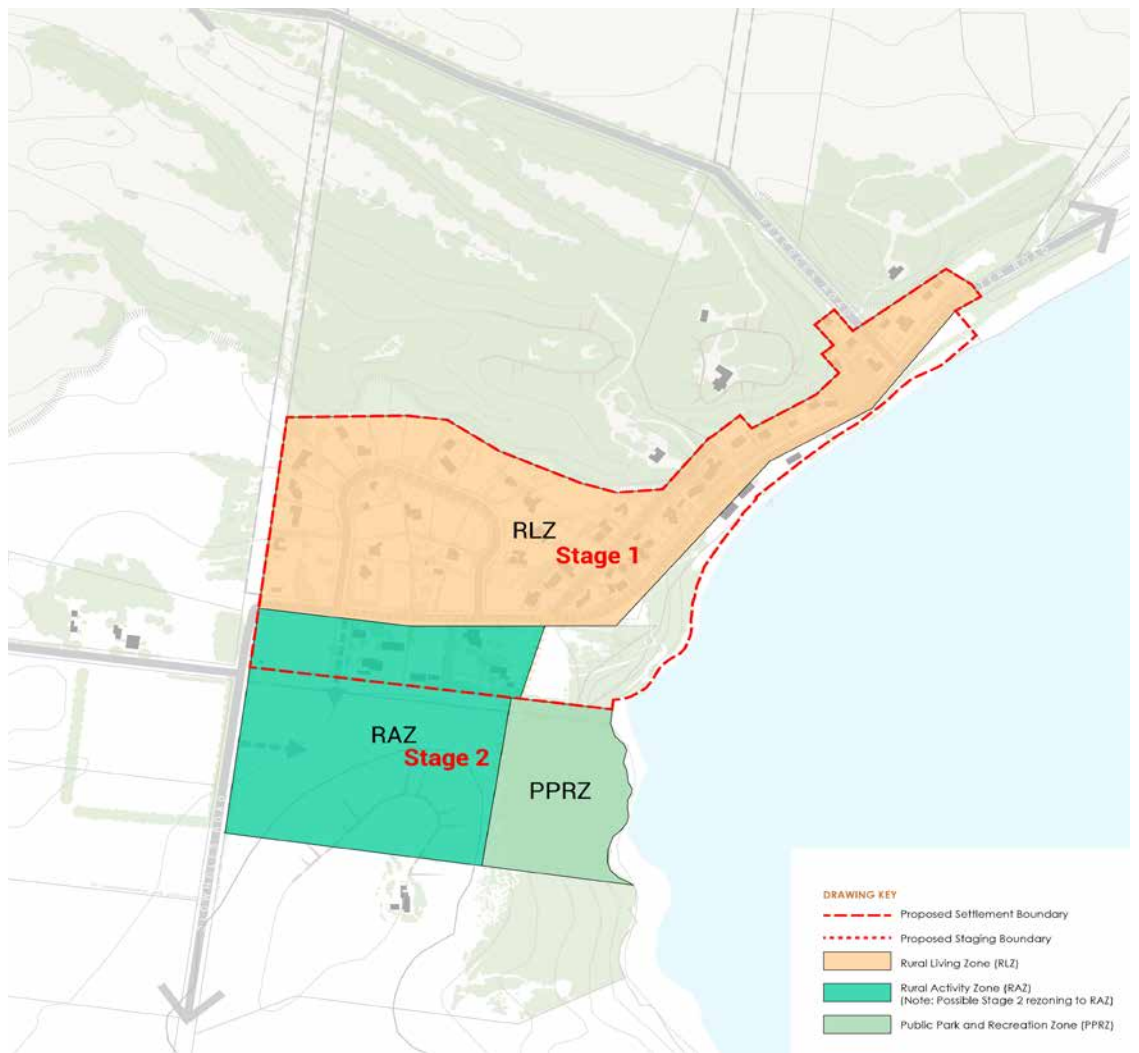 RLZ
Stage 1
RAZ
Stage 2
PPRZ
DRAWING KEY
Proposed Settlement Boundary
Proposed Staging Boundary
Rural Living Zone (RLZ)
Rural Activity Zone (RAZ)
(Note: Possible Stage 2 rezoning to RAZ)
Public Park and Recreation Zone (PPRZ)